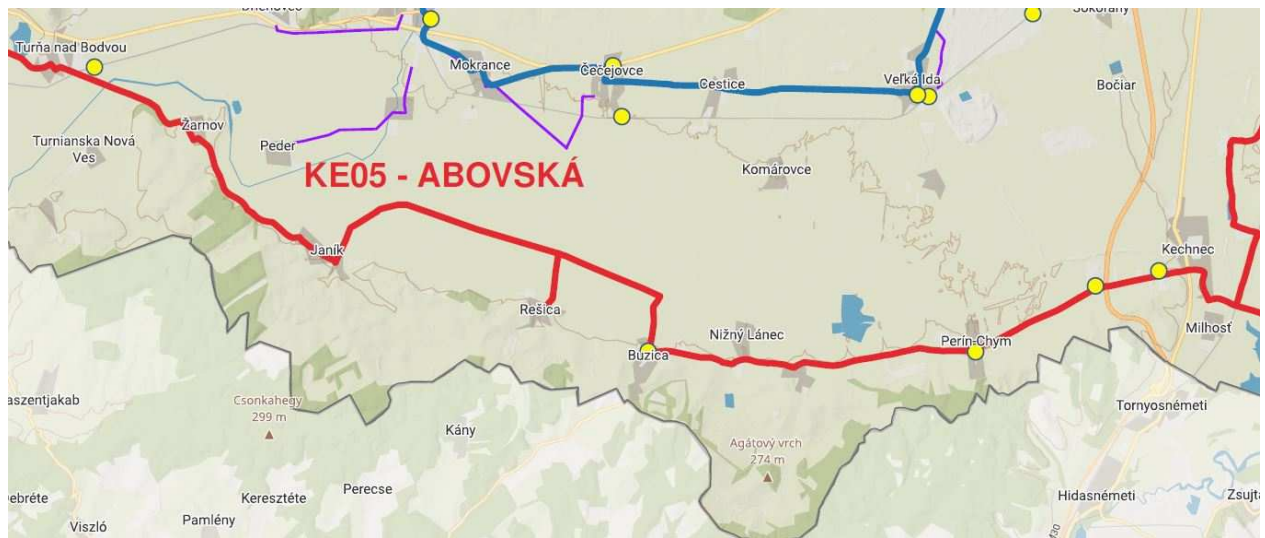 Turňa nad Bodvou
Mokrance
Čečejovce
Cestice
Veľká Ida
Bočiar
Žarnov
Turnianska Nová
Ves
Peder
KE05 - ABOVSKÁ
Komárovce
Janík
Kechnec
Rešica
Nižný Lánec
Milhosť
Buzica
Perín-Chym
aszentjakab
Csonkahegy
299 m
Tornyosnémeti
Kány
Agátový vrch
274 m
Perecse
Keresztéte
Hidasnémeti
Zsujta
Pamlény
Viszló
M30